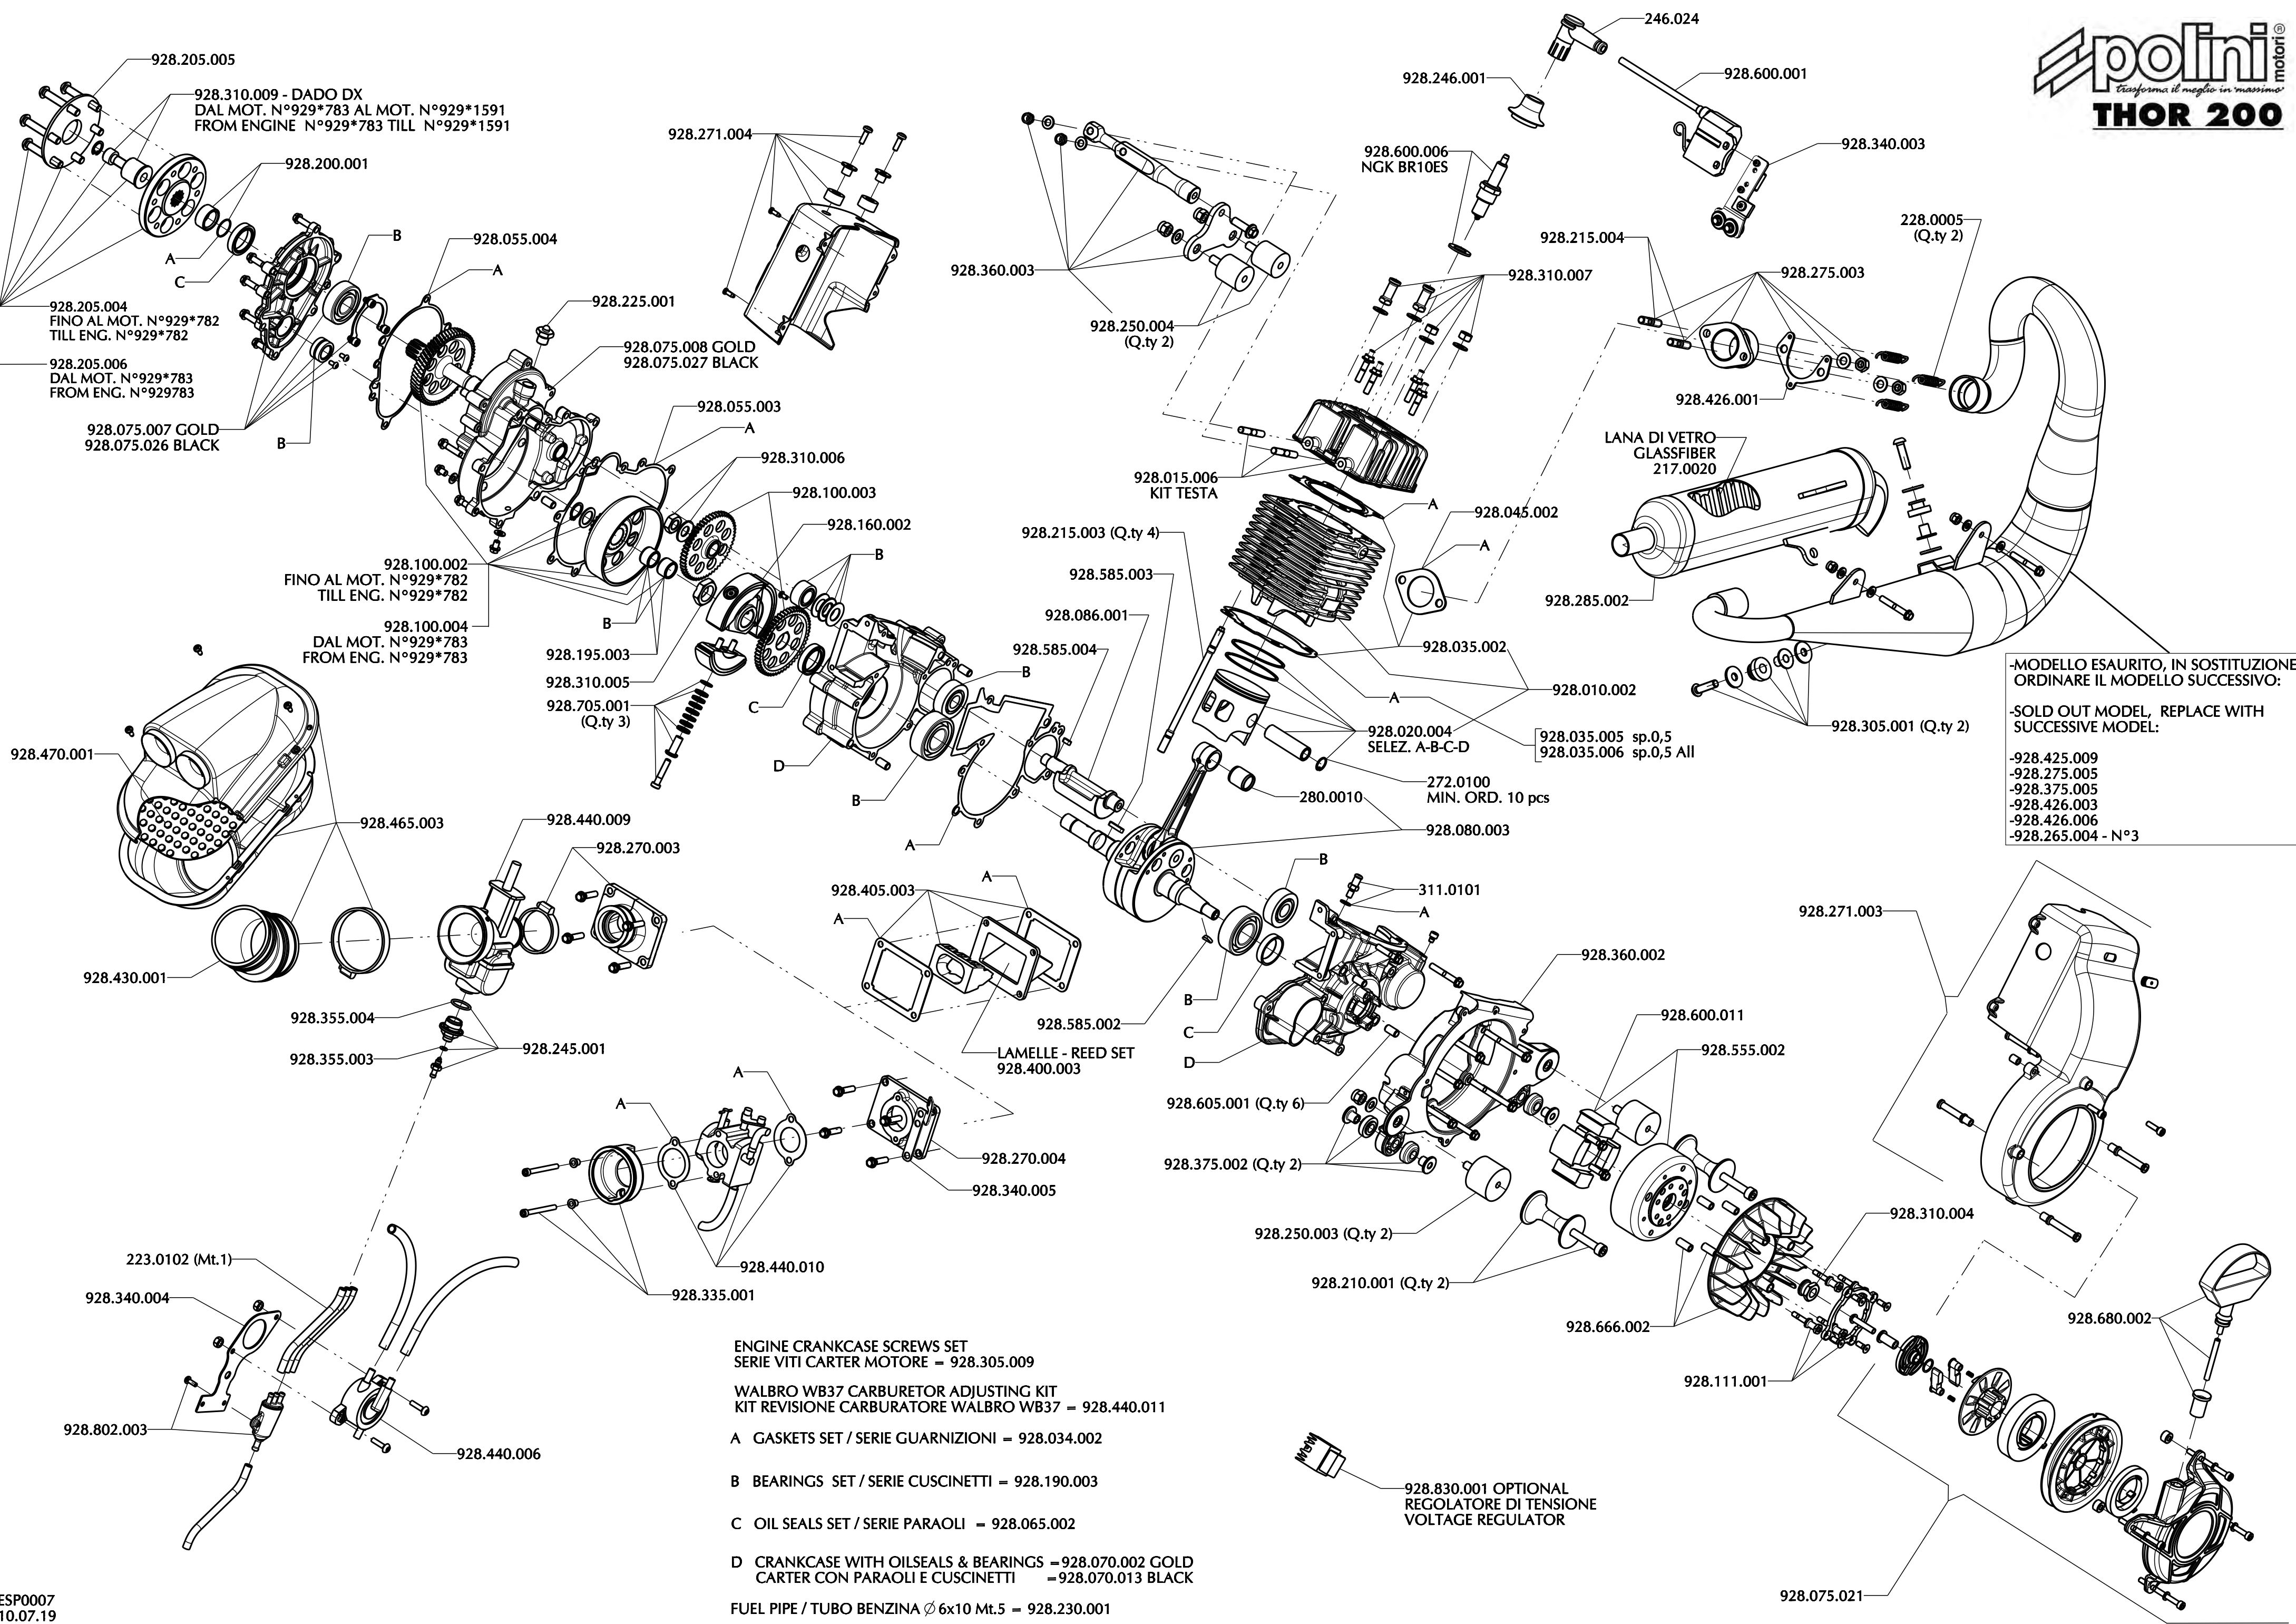 246.024
polini®
motori
trasforma il meglio in massimo
THOR 200
928.205.005
928.310.009 - DADO DX
DAL MOT. N°929*783 AL MOT. N°929*1591
FROM ENGINE N°929*783 TILL N°929*1591
928.200.001
A
C
B
928.055.004
A
928.205.004
FINO AL MOT. N°929*782
TILL ENG. N°929*782
928.205.006
DAL MOT. N°929*783
FROM ENG. N°929783
928.075.007 GOLD
928.075.026 BLACK
B
928.271.004
928.225.001
928.075.008 GOLD
928.075.027 BLACK
928.055.003
A
928.310.006
928.100.003
928.160.002
B
928.100.002
FINO AL MOT. N°929*782
TILL ENG. N°929*782
928.100.004
DAL MOT. N°929*783
FROM ENG. N°929*783
B
928.195.003
928.310.005
928.705.001
(Q.ty 3)
C
D
B
B
A
928.246.001
928.600.001
928.600.006
NGK BR10ES
928.340.003
928.360.003
928.250.004
(Q.ty 2)
928.310.007
928.215.004
228.0005
(Q.ty 2)
928.275.003
928.426.001
LANA DI VETRO
GLASSFIBER
217.0020
928.015.006
KIT TESTA
A
928.045.002
A
928.215.003 (Q.ty 4)
928.585.003
928.086.001
928.585.004
928.035.002
A
928.010.002
928.020.004
SELEZ. A-B-C-D
928.035.005 sp.0,5
928.035.006 sp.0,5 All
272.0100
MIN. ORD. 10 pcs
280.0010
928.080.003
928.285.002
928.305.001 (Q.ty 2)
-MODELLO ESAURITO, IN SOSTITUZIONE
ORDINARE IL MODELLO SUCCESSIVO:
-SOLD OUT MODEL, REPLACE WITH
SUCCESSIVE MODEL:
-928.425.009
-928.275.005
-928.375.005
-928.426.003
-928.426.006
-928.265.004 - N°3
928.470.001
928.465.003
928.440.009
928.270.003
928.430.001
928.355.004
928.355.003
928.245.001
928.405.003
A
A
LAMELLE - REED SET
928.400.003
B
311.0101
A
928.585.002
B
C
D
928.360.002
928.600.011
928.555.002
928.605.001 (Q.ty 6)
928.375.002 (Q.ty 2)
928.250.003 (Q.ty 2)
928.210.001 (Q.ty 2)
928.271.003
928.310.004
928.666.002
928.111.001
928.680.002
928.075.021
A
A
928.270.004
928.340.005
928.440.010
928.335.001
223.0102 (Mt.1)
928.340.004
928.802.003
928.440.006
ENGINE CRANKCASE SCREWS SET
SERIE VITI CARTER MOTORE = 928.305.009
WALBRO WB37 CARBURETOR ADJUSTING KIT
KIT REVISIONE CARBURATORE WALBRO WB37 = 928.440.011
A GASKETS SET / SERIE GUARNIZIONI = 928.034.002
B BEARINGS SET / SERIE CUSCINETTI = 928.190.003
C OIL SEALS SET / SERIE PARAOLI = 928.065.002
D CRANKCASE WITH OILSEALS & BEARINGS =928.070.002 GOLD
CARTER CON PARAOLI E CUSCINETTI =928.070.013 BLACK
FUEL PIPE / TUBO BENZINA ∅ 6x10 Mt.5 = 928.230.001
928.830.001 OPTIONAL
REGOLATORE DI TENSIONE
VOLTAGE REGULATOR
ESP0007
10.07.19